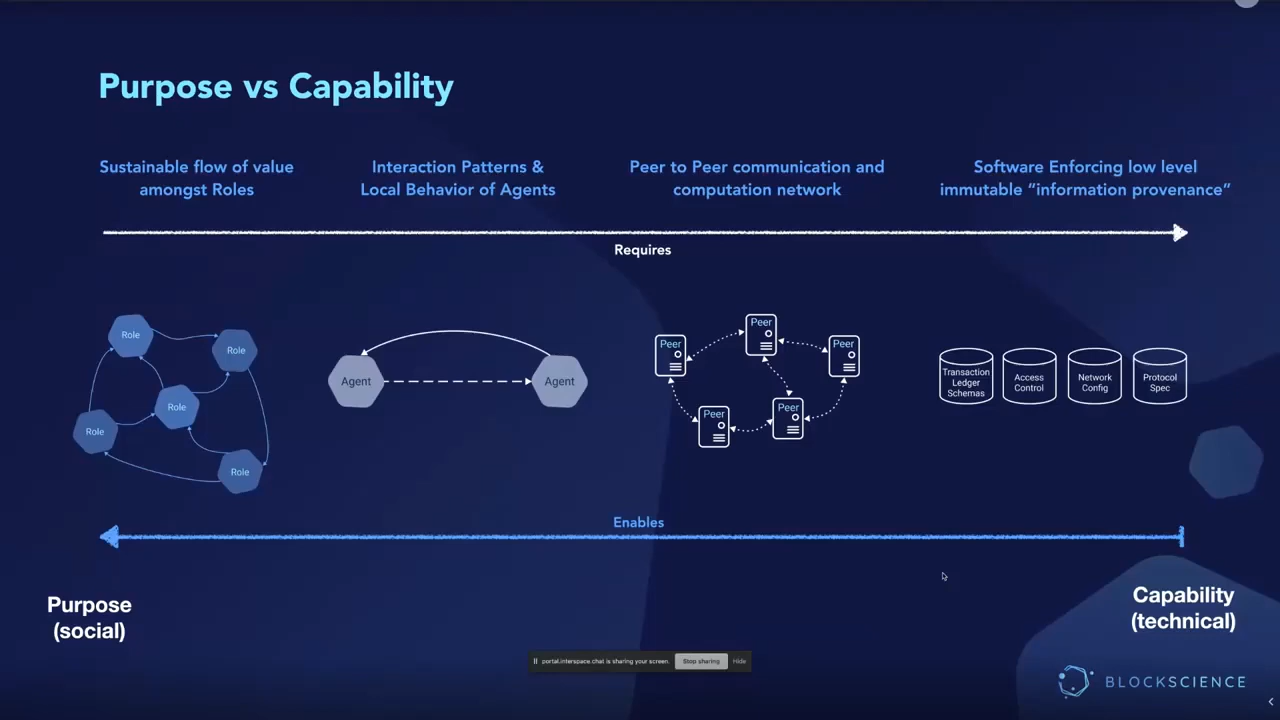 Purpose vs Capability
Sustainable flow of value
amongst Roles
Interaction Patterns &
Local Behavior of Agents
Peer to Peer communication and
computation network
Software Enforcing low level
immutable “information provenance”
Requires
Role
Role
Role
Role
Role
Agent
Agent
Peer
Peer
Peer
Peer
Peer
Transaction
Ledger
Schemas
Access
Control
Network
Config
Protocol
Spec
Enables
Purpose
(social)
Capability
(technical)
portal.interspace.chat is sharing your screen.
Stop sharing
Hide
BLOCKSCIENCE